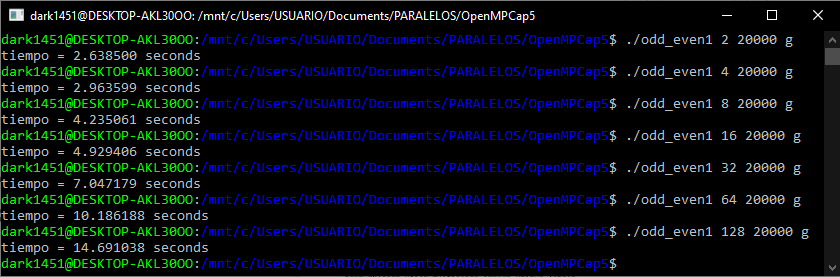 dark1451@DESKTOP-AKL30OO: /mnt/c/Users/USUARIO/Documents/PARALELOS/OpenMPCap5
dark1451@DESKTOP-AKL30OO:/mnt/c/Users/USUARIO/Documents/PARALELOS/OpenMPCap5$ ./odd_even1 2 20000 g
tiempo = 2.638500 seconds
dark1451@DESKTOP-AKL30OO:/mnt/c/Users/USUARIO/Documents/PARALELOS/OpenMPCap5$ ./odd_even1 4 20000 g
tiempo = 2.963599 seconds
dark1451@DESKTOP-AKL30OO:/mnt/c/Users/USUARIO/Documents/PARALELOS/OpenMPCap5$ ./odd_even1 8 20000 g
tiempo = 4.235061 seconds
dark1451@DESKTOP-AKL30OO:/mnt/c/Users/USUARIO/Documents/PARALELOS/OpenMPCap5$ ./odd_even1 16 20000 g
tiempo = 4.929406 seconds
dark1451@DESKTOP-AKL30OO:/mnt/c/Users/USUARIO/Documents/PARALELOS/OpenMPCap5$ ./odd_even1 32 20000 g
tiempo = 7.047179 seconds
dark1451@DESKTOP-AKL30OO:/mnt/c/Users/USUARIO/Documents/PARALELOS/OpenMPCap5$ ./odd_even1 64 20000 g
tiempo = 10.186188 seconds
dark1451@DESKTOP-AKL30OO:/mnt/c/Users/USUARIO/Documents/PARALELOS/OpenMPCap5$ ./odd_even1 128 20000 g
tiempo = 14.691038 seconds
dark1451@DESKTOP-AKL30OO:/mnt/c/Users/USUARIO/Documents/PARALELOS/OpenMPCap5$